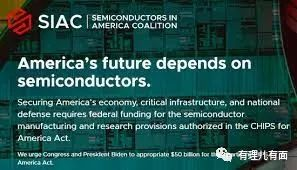 SIAC
SEMICONDUCTORS IN
AMERICA COALITION
America's future depends on
semiconductors.
Securing America's economy, critical infrastructure, and national
defense requires federal funding for the semiconductor
manufacturing and research provisions authorized in the CHIPS for
America Act.
We urge Congress and President Biden to appropriate $50 billion for
America Act.
有理儿有面